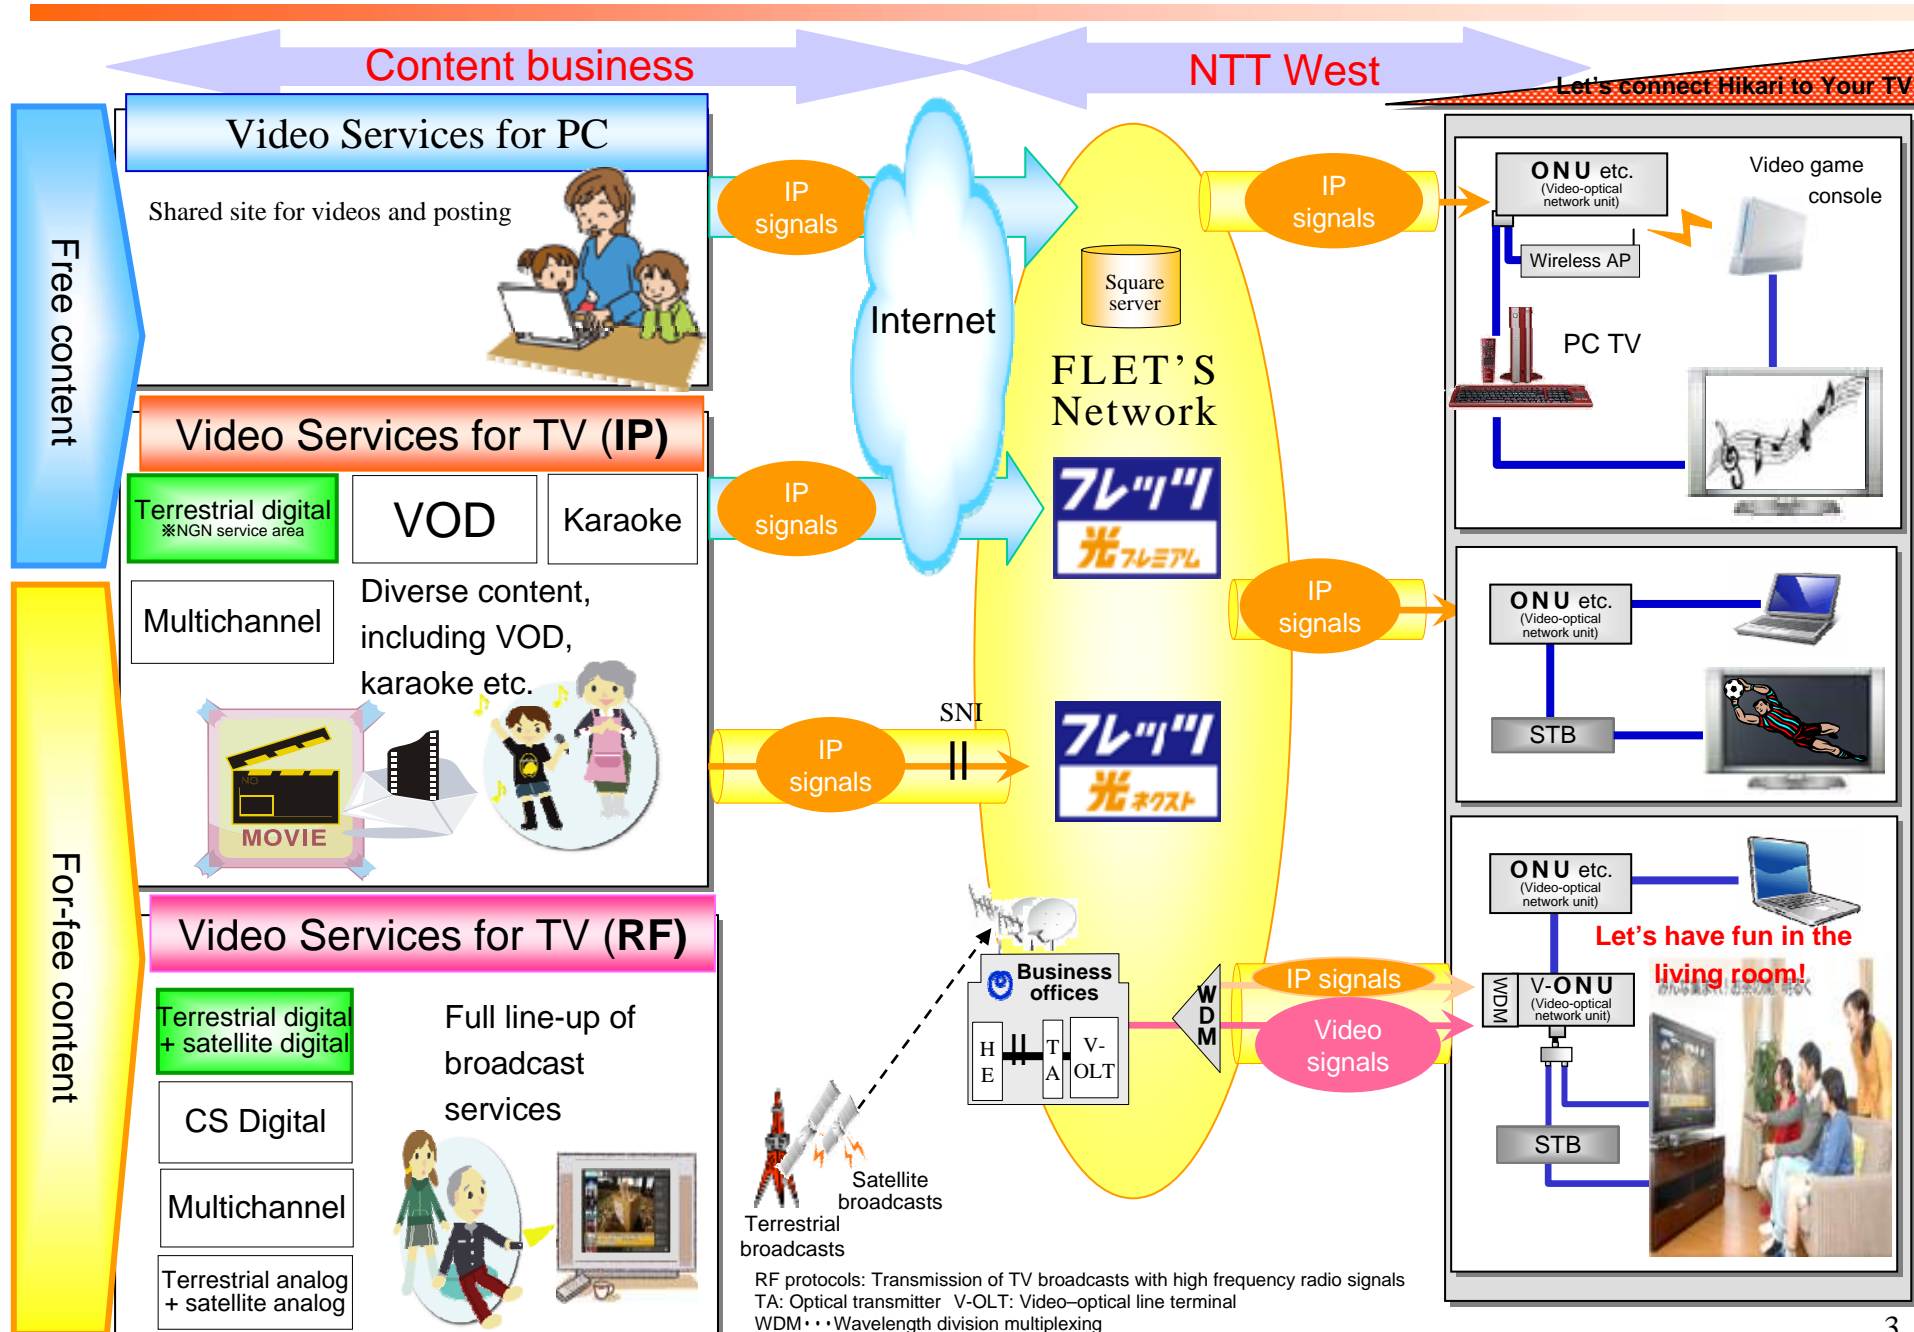 Content business
NTT West
Let's connect Hikari to Your TV
Free content
For-fee content
Video Services for PC
Shared site for videos and posting
Video Services for TV (IP)
Terrestrial digital
※NGN service area
VOD
Karaoke
Multichannel
Diverse content,
including VOD,
karaoke etc.
MOVIE
Video Services for TV (RF)
Terrestrial digital
+ satellite digital
CS Digital
Multichannel
Terrestrial analog
+ satellite analog
Full line-up of
broadcast
services
IP
signals
IP
signals
IP
signals
SNI
Internet
Square
server
FLET'S
Network
フレッツ
光プレミアム
フレッツ
光ネクスト
Business
offices
H
E
T
A
V-
OLT
WDM
Satellite
broadcasts
Terrestrial
broadcasts
IP
signals
IP
signals
IP signals
Video
signals
ONU etc.
(Video-optical
network unit)
Wireless AP
Video game
console
PC TV
ONU etc.
(Video-optical
network unit)
STB
ONU etc.
(Video-optical
network unit)
Let's have fun in the
living room!
WDM
V-ONU
(Video-optical
network unit)
STB
RF protocols: Transmission of TV broadcasts with high frequency radio signals
TA: Optical transmitter V-OLT: Video–optical line terminal
WDM・・・Wavelength division multiplexing
3